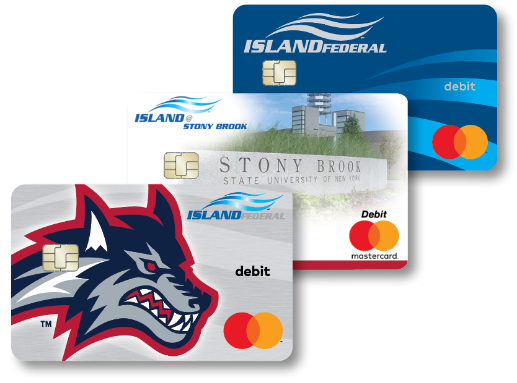 ISLANDFEDERAL
debit
ISLAND@
STONY BROOK
STONY BROOK
STATE UNIVERSITY OF NEW YORK
Debit
mastercard.
ISLANDFEDERAL
debit
TM